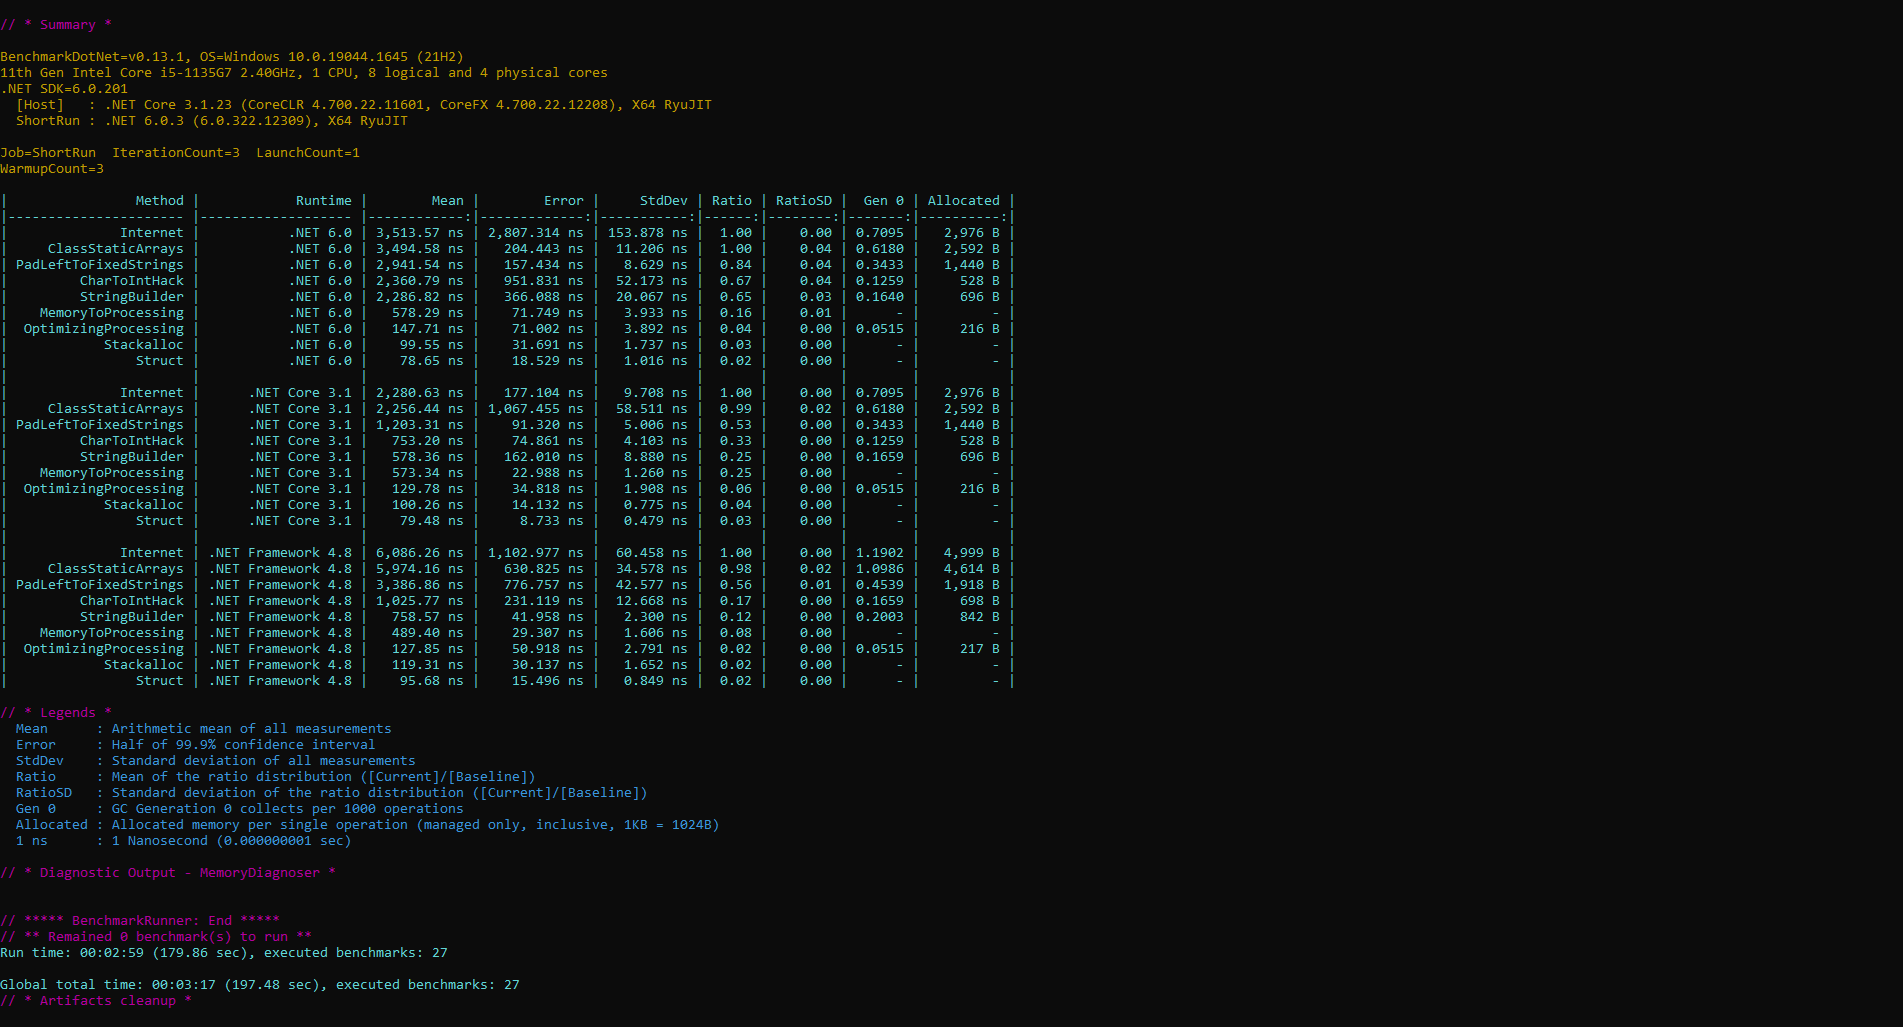 // * Summary *
BenchmarkDotNet=v0.13.1, OS=Windows 10.0.19044.1645 (21H2)
11th Gen Intel Core i5-1135G7 2.40GHz, 1 CPU, 8 logical and 4 physical cores
.NET SDK=6.0.201
  [Host]   : .NET Core 3.1.23 (CoreCLR 4.700.22.11601, CoreFX 4.700.22.12208), X64 RyuJIT
  ShortRun : .NET 6.0.3 (6.0.322.12309), X64 RyuJIT
Job=ShortRun  IterationCount=3  LaunchCount=1
WarmupCount=3
|                Method |            Runtime |        Mean |        Error |     StdDev | Ratio | RatioSD |  Gen 0 | Allocated |
|---------------------- |------------------- |------------:|-------------:|-----------:|------:|--------:|-------:|----------:|
|              Internet |           .NET 6.0 | 3,513.57 ns | 2,807.314 ns | 153.878 ns |  1.00 |    0.00 | 0.7095 |   2,976 B |
|     ClassStaticArrays |           .NET 6.0 | 3,494.58 ns |   204.443 ns |  11.206 ns |  1.00 |    0.04 | 0.6180 |   2,592 B |
| PadLeftToFixedStrings |           .NET 6.0 | 2,941.54 ns |   157.434 ns |   8.629 ns |  0.84 |    0.04 | 0.3433 |   1,440 B |
|         CharToIntHack |           .NET 6.0 | 2,360.79 ns |   951.831 ns |  52.173 ns |  0.67 |    0.04 | 0.1259 |     528 B |
|         StringBuilder |           .NET 6.0 | 2,286.82 ns |   366.088 ns |  20.067 ns |  0.65 |    0.03 | 0.1640 |     696 B |
|    MemoryToProcessing |           .NET 6.0 |   578.29 ns |    71.749 ns |   3.933 ns |  0.16 |    0.01 |      - |         - |
|  OptimizingProcessing |           .NET 6.0 |   147.71 ns |    71.002 ns |   3.892 ns |  0.04 |    0.00 | 0.0515 |     216 B |
|            Stackalloc |           .NET 6.0 |    99.55 ns |    31.691 ns |   1.737 ns |  0.03 |    0.00 |      - |         - |
|                Struct |           .NET 6.0 |    78.65 ns |    18.529 ns |   1.016 ns |  0.02 |    0.00 |      - |         - |
|                       |                    |             |              |            |       |         |        |           |
|              Internet |      .NET Core 3.1 | 2,280.63 ns |   177.104 ns |   9.708 ns |  1.00 |    0.00 | 0.7095 |   2,976 B |
|     ClassStaticArrays |      .NET Core 3.1 | 2,256.44 ns | 1,067.455 ns |  58.511 ns |  0.99 |    0.02 | 0.6180 |   2,592 B |
| PadLeftToFixedStrings |      .NET Core 3.1 | 1,203.31 ns |    91.320 ns |   5.006 ns |  0.53 |    0.00 | 0.3433 |   1,440 B |
|         CharToIntHack |      .NET Core 3.1 |   753.20 ns |    74.861 ns |   4.103 ns |  0.33 |    0.00 | 0.1259 |     528 B |
|         StringBuilder |      .NET Core 3.1 |   578.36 ns |   162.010 ns |   8.880 ns |  0.25 |    0.00 | 0.1659 |     696 B |
|    MemoryToProcessing |      .NET Core 3.1 |   573.34 ns |    22.988 ns |   1.260 ns |  0.25 |    0.00 |      - |         - |
|  OptimizingProcessing |      .NET Core 3.1 |   129.78 ns |    34.818 ns |   1.908 ns |  0.06 |    0.00 | 0.0515 |     216 B |
|            Stackalloc |      .NET Core 3.1 |   100.26 ns |    14.132 ns |   0.775 ns |  0.04 |    0.00 |      - |         - |
|                Struct |      .NET Core 3.1 |    79.48 ns |     8.733 ns |   0.479 ns |  0.03 |    0.00 |      - |         - |
|                       |                    |             |              |            |       |         |        |           |
|              Internet | .NET Framework 4.8 | 6,086.26 ns | 1,102.977 ns |  60.458 ns |  1.00 |    0.00 | 1.1902 |   4,999 B |
|     ClassStaticArrays | .NET Framework 4.8 | 5,974.16 ns |   630.825 ns |  34.578 ns |  0.98 |    0.02 | 1.0986 |   4,614 B |
| PadLeftToFixedStrings | .NET Framework 4.8 | 3,386.86 ns |   776.757 ns |  42.577 ns |  0.56 |    0.01 | 0.4539 |   1,918 B |
|         CharToIntHack | .NET Framework 4.8 | 1,025.77 ns |   231.119 ns |  12.668 ns |  0.17 |    0.00 | 0.1659 |     698 B |
|         StringBuilder | .NET Framework 4.8 |   758.57 ns |    41.958 ns |   2.300 ns |  0.12 |    0.00 | 0.2003 |     842 B |
|    MemoryToProcessing | .NET Framework 4.8 |   489.40 ns |    29.307 ns |   1.606 ns |  0.08 |    0.00 |      - |         - |
|  OptimizingProcessing | .NET Framework 4.8 |   127.85 ns |    50.918 ns |   2.791 ns |  0.02 |    0.00 | 0.0515 |     217 B |
|            Stackalloc | .NET Framework 4.8 |   119.31 ns |    30.137 ns |   1.652 ns |  0.02 |    0.00 |      - |         - |
|                Struct | .NET Framework 4.8 |    95.68 ns |    15.496 ns |   0.849 ns |  0.02 |    0.00 |      - |         - |
// * Legends *
  Mean      : Arithmetic mean of all measurements
  Error     : Half of 99.9% confidence interval
  StdDev    : Standard deviation of all measurements
  Ratio     : Mean of the ratio distribution ([Current]/[Baseline])
  RatioSD   : Standard deviation of the ratio distribution ([Current]/[Baseline])
  Gen 0     : GC Generation 0 collects per 1000 operations
  Allocated : Allocated memory per single operation (managed only, inclusive, 1KB = 1024B)
  1 ns      : 1 Nanosecond (0.000000001 sec)
// * Diagnostic Output - MemoryDiagnoser *
// ***** BenchmarkRunner: End *****
// ** Remained 0 benchmark(s) to run **
Run time: 00:02:59 (179.86 sec), executed benchmarks: 27
Global total time: 00:03:17 (197.48 sec), executed benchmarks: 27
// * Artifacts cleanup *